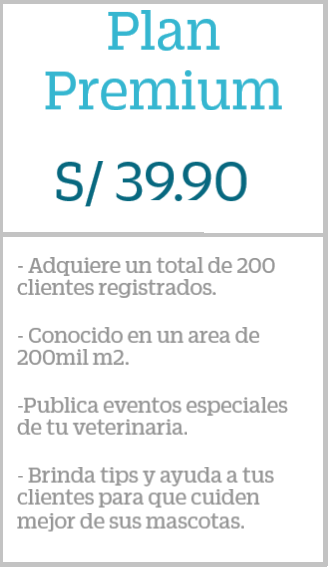 Plan
Premium
S/ 39.90
- Adquiere un total de 200
clientes registrados.
- Conocido en un area de
200mil m2.
-Publica eventos especiales
de tu veterinaria.
- Brinda tips y ayuda a tus
clientes para que cuiden
mejor de sus mascotas.